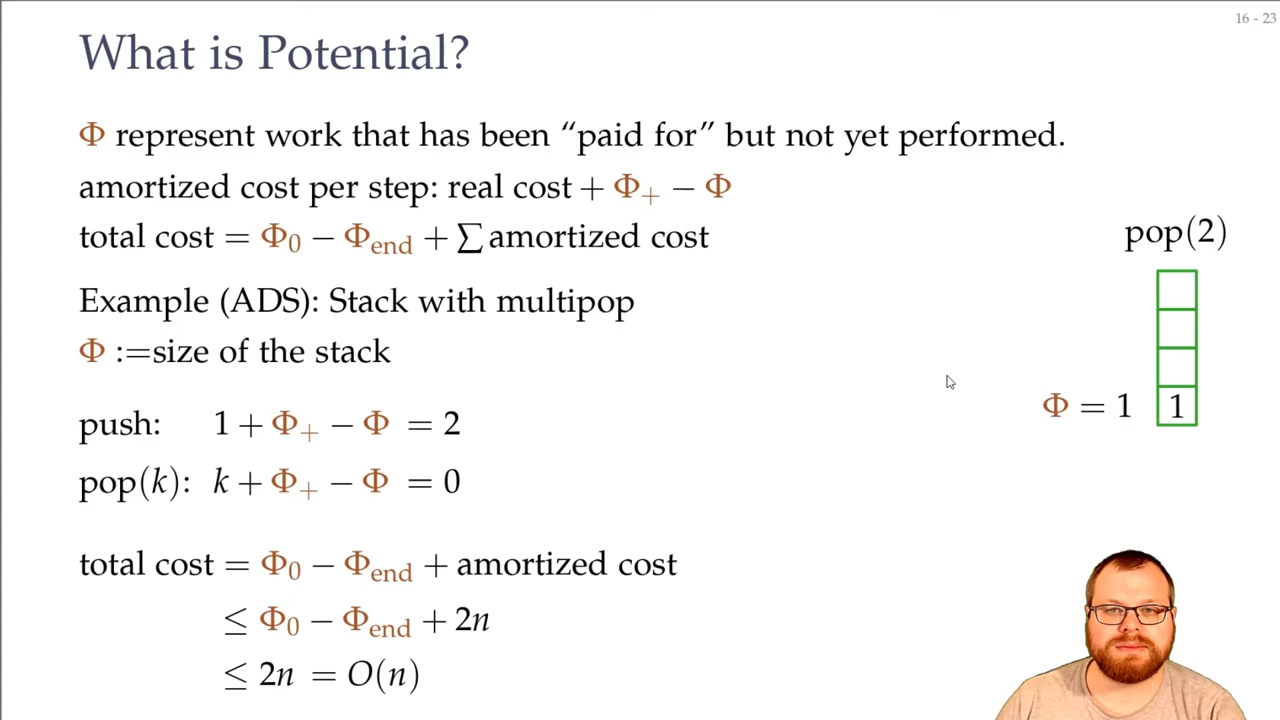 16 - 23
What is Potential?
Φ represent work that has been “paid for” but not yet performed.
amortized cost per step: real cost + Φ₊ − Φ
total cost = Φ₀ − Φ_end + ∑ amortized cost
pop(2)
Example (ADS): Stack with multipop
Φ :=size of the stack
Φ = 1 1
push: 1 + Φ₊ − Φ = 2
pop(k): k + Φ₊ − Φ = 0
total cost = Φ₀ − Φ_end + amortized cost
≤ Φ₀ − Φ_end + 2n
≤ 2n = O(n)